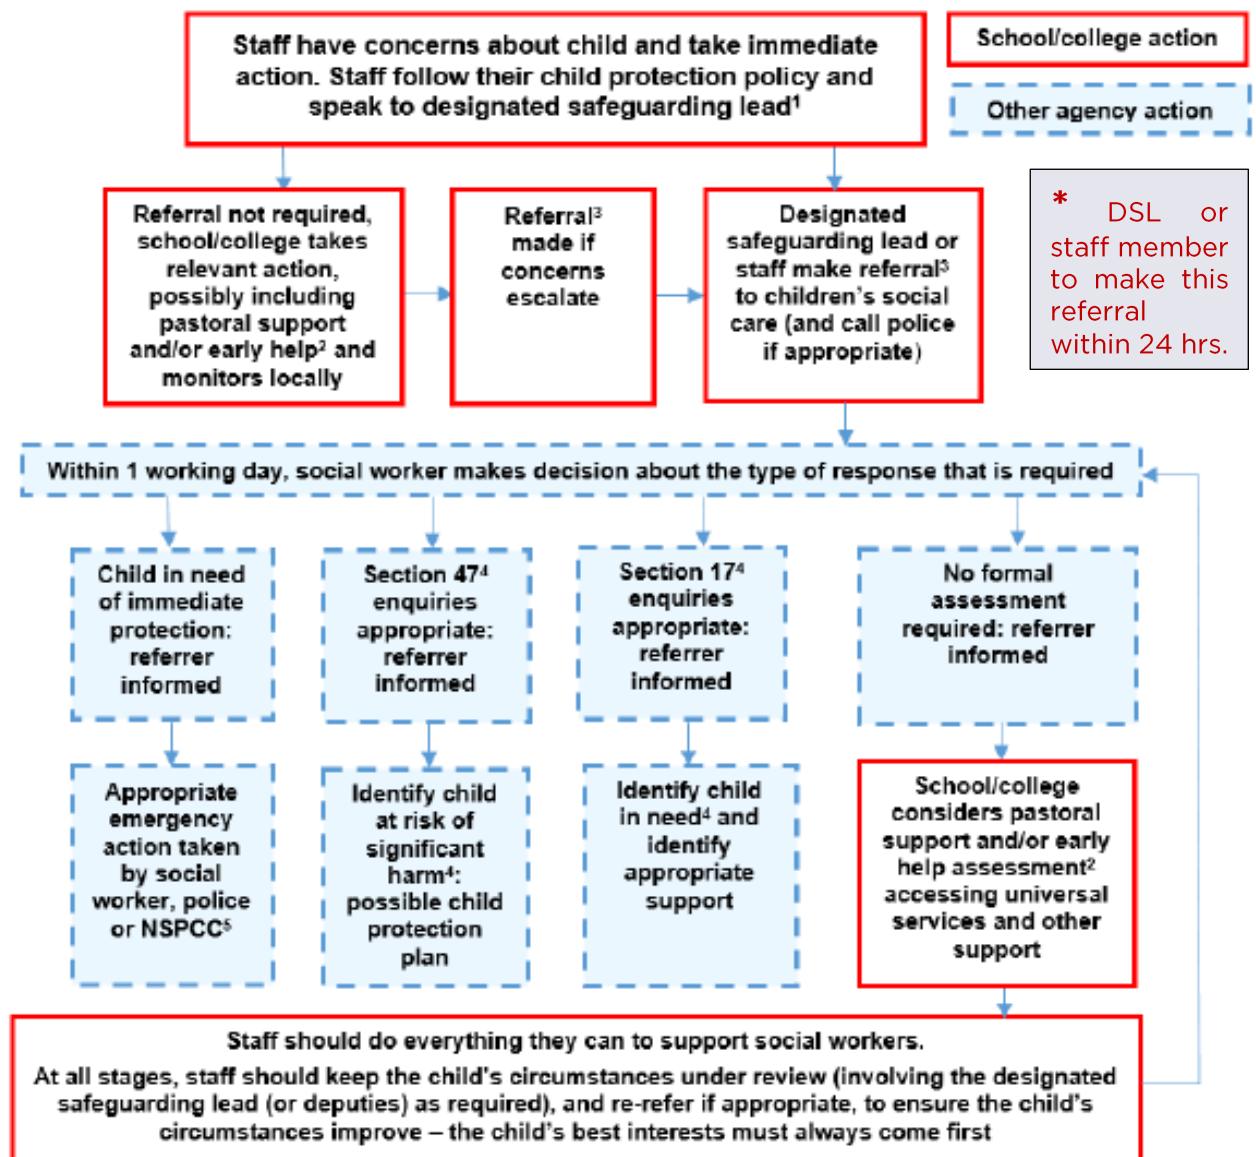 Staff have concerns about child and take immediate
action. Staff follow their child protection policy and
speak to designated safeguarding lead¹
School/college action
Other agency action
Referral not required,
school/college takes
relevant action,
possibly including
pastoral support
and/or early help² and
monitors locally
Referral³
made if
concerns
escalate
Designated
safeguarding lead or
staff make referral³
to children's social
care (and call police
if appropriate)
* DSL or
staff member
to make this
referral
within 24 hrs.
Within 1 working day, social worker makes decision about the type of response that is required
Child in need
of immediate
protection:
referrer
informed
Section 47⁴
enquiries
appropriate:
referrer
informed
Section 17⁴
enquiries
appropriate:
referrer
informed
No formal
assessment
required: referrer
informed
Appropriate
emergency
action taken
by social
worker, police
or NSPCC⁵
Identify child
at risk of
significant
harm⁴:
possible child
protection
plan
Identify child
in need⁴ and
identify
appropriate
support
School/college
considers pastoral
support and/or early
help assessment²
accessing universal
services and other
support
Staff should do everything they can to support social workers.
At all stages, staff should keep the child's circumstances under review (involving the designated
safeguarding lead (or deputies) as required), and re-refer if appropriate, to ensure the child's
circumstances improve – the child's best interests must always come first